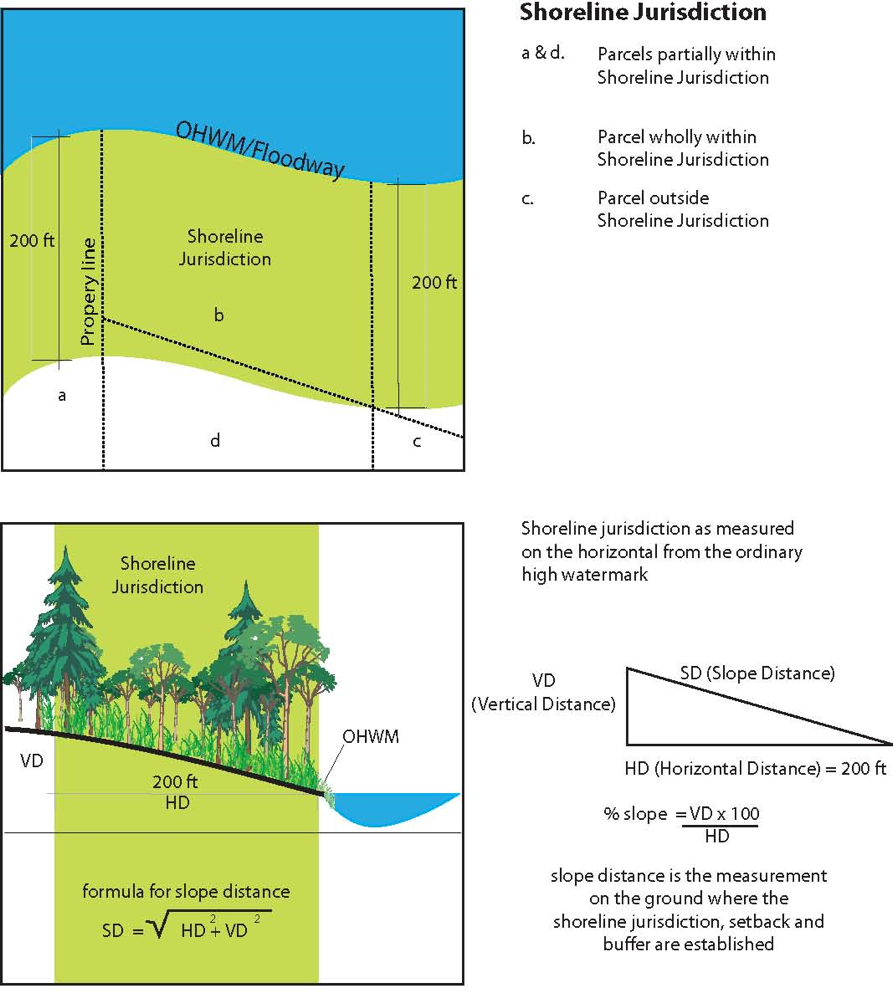 Shoreline Jurisdiction
a & d. Parcels partially within
Shoreline Jurisdiction
b. Parcel wholly within
Shoreline Jurisdiction
c. Parcel outside
Shoreline Jurisdiction
OHWM/Floodway
200 ft
Propery line
Shoreline
Jurisdiction
200 ft
b
a
d
c
Shoreline
Jurisdiction
OHWM
VD
200 ft
HD
formula for slope distance
SD = √HD² + VD²
Shoreline jurisdiction as measured
on the horizontal from the ordinary
high watermark
VD
(Vertical Distance)
SD (Slope Distance)
HD (Horizontal Distance) = 200 ft
% slope = VD x 100
HD
slope distance is the measurement
on the ground where the
shoreline jurisdiction, setback and
buffer are established